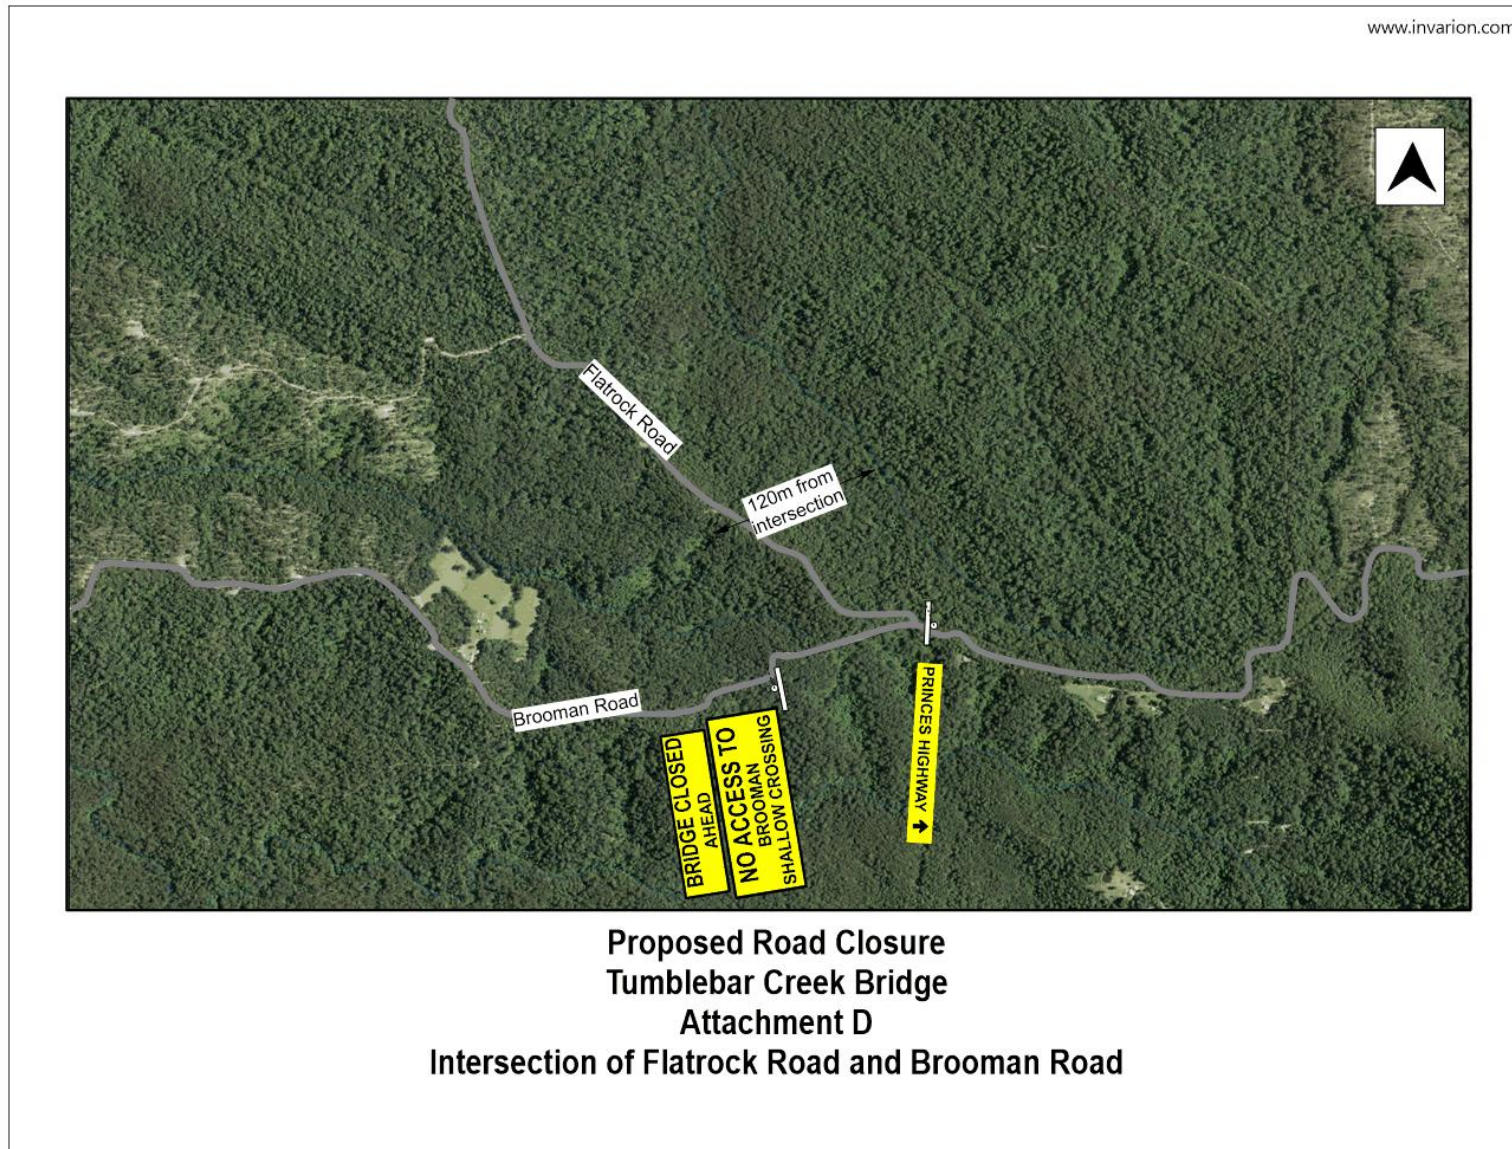 www.invarion.com
Flatrock Road
120m from
intersection
Brooman Road
BRIDGE CLOSED
AHEAD
NO ACCESS TO
BROOMAN
SHALLOW CROSSING
PRINCES HIGHWAY
Proposed Road Closure
Tumblebar Creek Bridge
Attachment D
Intersection of Flatrock Road and Brooman Road